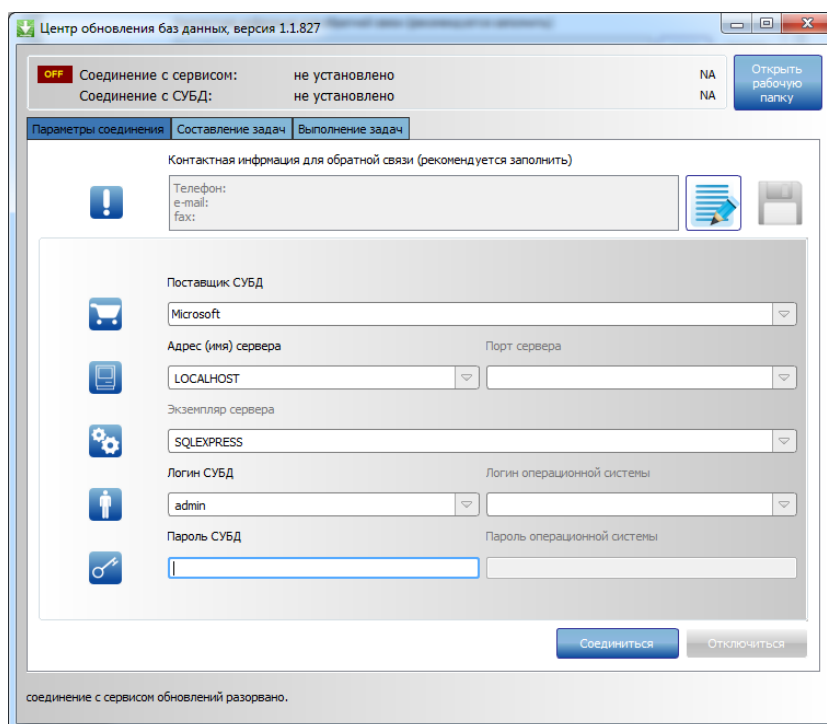 Центр обновления баз данных, версия 1.1.827
OFF Соединение с сервисом: не установлено NA
Соединение с СУБД: не установлено NA
Открыть
рабочую
папку
Параметры соединения Составление задач Выполнение задач
Контактная инфрмация для обратной связи (рекомендуется заполнить)
Телефон:
e-mail:
fax:
Поставщик СУБД
Microsoft
Адрес (имя) сервера Порт сервера
LOCALHOST
Экземпляр сервера
SQLEXPRESS
Логин СУБД Логин операционной системы
admin
Пароль СУБД Пароль операционной системы
Соединиться Отключиться
соединение с сервисом обновлений разорвано.